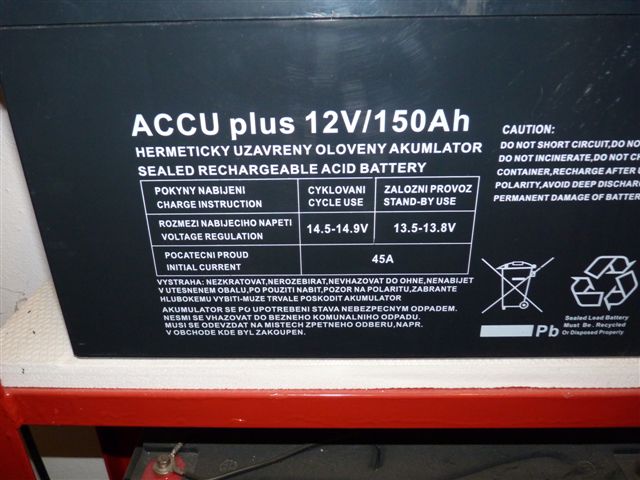 ACCU plus 12V/150Ah
HERMETICKY UZAVRENY OLOVENY AKUMLATOR
SEALED RECHARGEABLE ACID BATTERY
POKYNY NABIJENI CYKLOVANI ZALOZNI PROVOZ
CHARGE INSTRUCTION CYCLE USE STAND-BY USE
ROZMEZI NABIJECIHO NAPETI
VOLTAGE REGULATION 14.5-14.9V 13.5-13.8V
POCATECNI PROUD
INITIAL CURRENT 45A
VYSTRAHA: NEZKRATOVAT, NEROZEBIRAT, NEVHAZOVAT DO OHNE, NENABIJET
V UTESNENEM OBALU, PO POUZITI NABIT, POZOR NA POLARITU, ZABRANTE
HLUBOKEMU VYBITI-MUZE TRVALE POSKODIT AKUMULATOR
AKUMULATOR SE PO UPOTREBENI STAVA NEBEZPECNYM ODPADEM.
NESMI SE VHAZOVAT DO BEZNEHO KOMUNALNIHO ODPADU.
MUSI SE ODEVZDAT NA MISTECH ZPETNEHO ODBERU, NAPR.
V OBCHODE KDE BYL ZAKOUPEN.
CAUTION:
DO NOT SHORT CIRCUIT, DO N
DO NOT INCINERATE, DO NOT CH
CONTAINER, RECHARGE AFTER U
POLARITY, AVOID DEEP DISCHARG
PERMANENT DAMAGE OF BATTER
Pb
Sealed Lead Battery
Must Be . Recycled
Or Disposed Properly